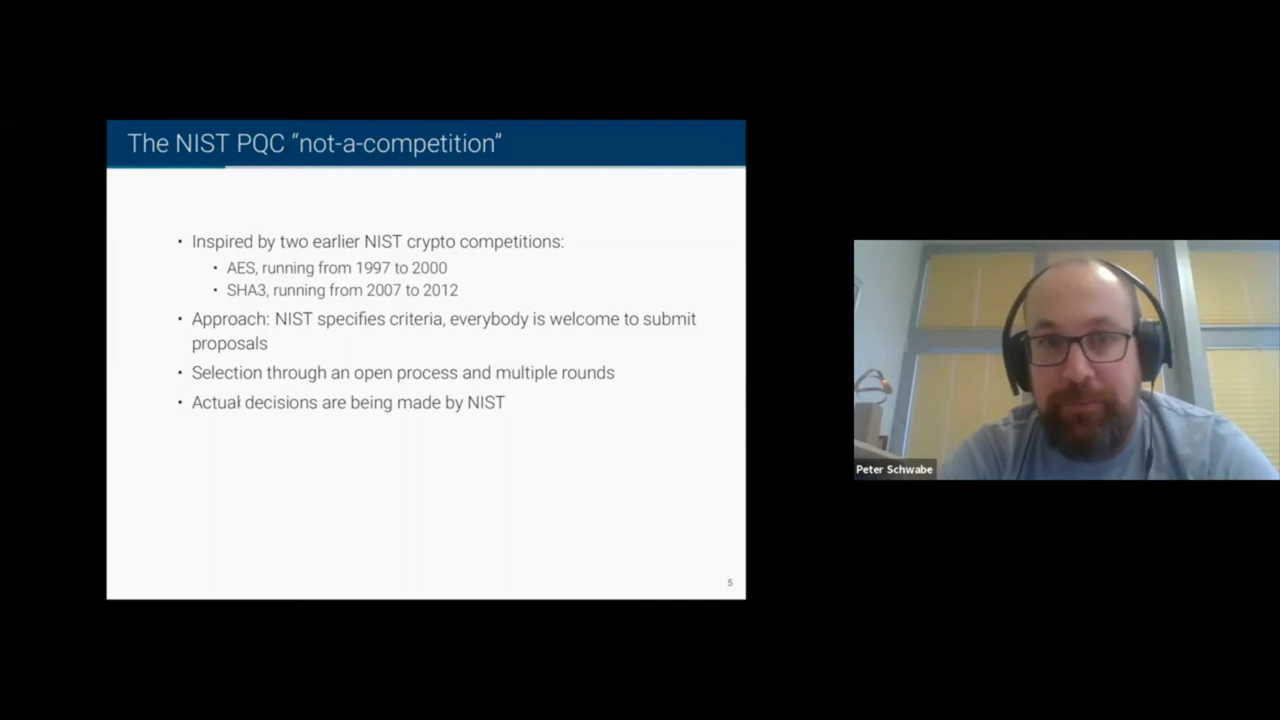 The NIST PQC “not-a-competition”
• Inspired by two earlier NIST crypto competitions:
• AES, running from 1997 to 2000
• SHA3, running from 2007 to 2012
• Approach: NIST specifies criteria, everybody is welcome to submit
proposals
• Selection through an open process and multiple rounds
• Actual decisions are being made by NIST
5
Peter Schwabe